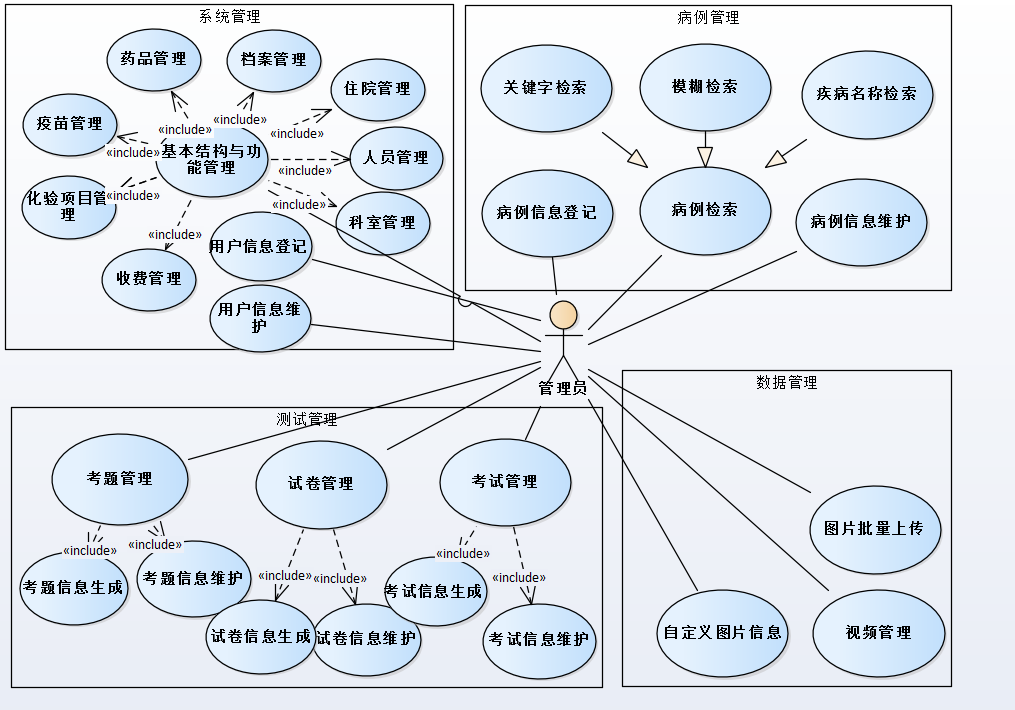 系统管理
药品管理
档案管理
住院管理
疫苗管理
«include»
«include»
«include»
«include»
基本结构与功
能管理
«include»
人员管理
化验项目管
理
«include»
«include»
科室管理
«include»
用户信息登记
收费管理
用户信息维
护
病例管理
关键字检索
模糊检索
疾病名称检索
病例信息登记
病例检索
病例信息维护
管理员
测试管理
考题管理
试卷管理
考试管理
«include»
«include»
«include»
«include»
«include»
«include»
考题信息生成
考题信息维护
试卷信息生成
试卷信息维护
考试信息生成
考试信息维护
数据管理
图片批量上传
自定义图片信息
视频管理